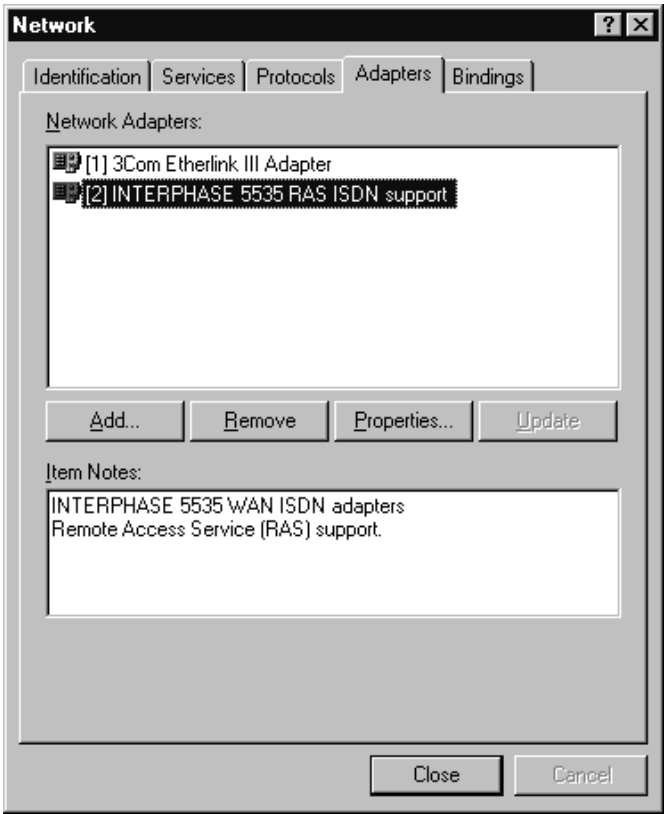 Network
Identification Services Protocols Adapters Bindings
Network Adapters:
[1] 3Com Etherlink III Adapter
[2] INTERPHASE 5535 RAS ISDN support
Add... Remove Properties... Update
Item Notes:
INTERPHASE 5535 WAN ISDN adapters
Remote Access Service (RAS) support.
Close Cancel